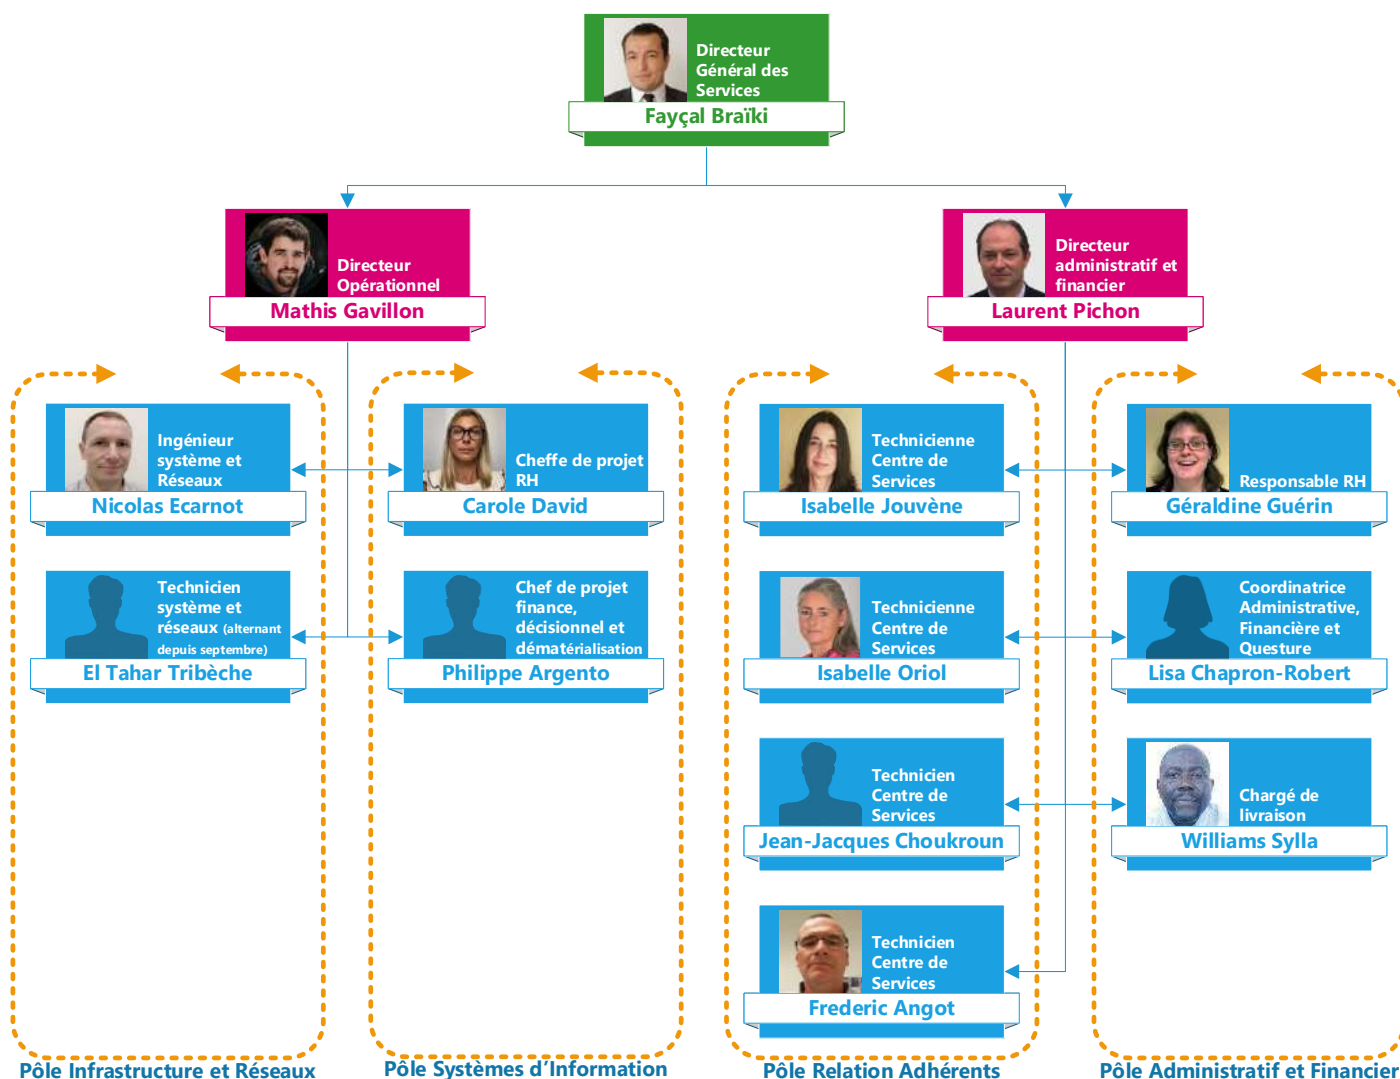 Directeur
Général des
Services
Fayçal Braïki
Directeur
Opérationnel
Mathis Gavillon
Directeur
administratif et
financier
Laurent Pichon
Ingénieur
système et
Réseaux
Nicolas Ecarnot
Technicien
système et
réseaux (alternant
depuis septembre)
El Tahar Tribèche
Pôle Infrastructure et Réseaux
Cheffe de projet
RH
Carole David
Chef de projet
finance,
décisionnel et
dématérialisation
Philippe Argento
Pôle Systèmes d’Information
Technicienne
Centre de
Services
Isabelle Jouvène
Technicienne
Centre de
Services
Isabelle Oriol
Technicien
Centre de
Services
Jean-Jacques Choukroun
Technicien
Centre de
Services
Frederic Angot
Pôle Relation Adhérents
Responsable RH
Géraldine Guérin
Coordinatrice
Administrative,
Financière et
Questure
Lisa Chapron-Robert
Chargé de
livraison
Williams Sylla
Pôle Administratif et Financier